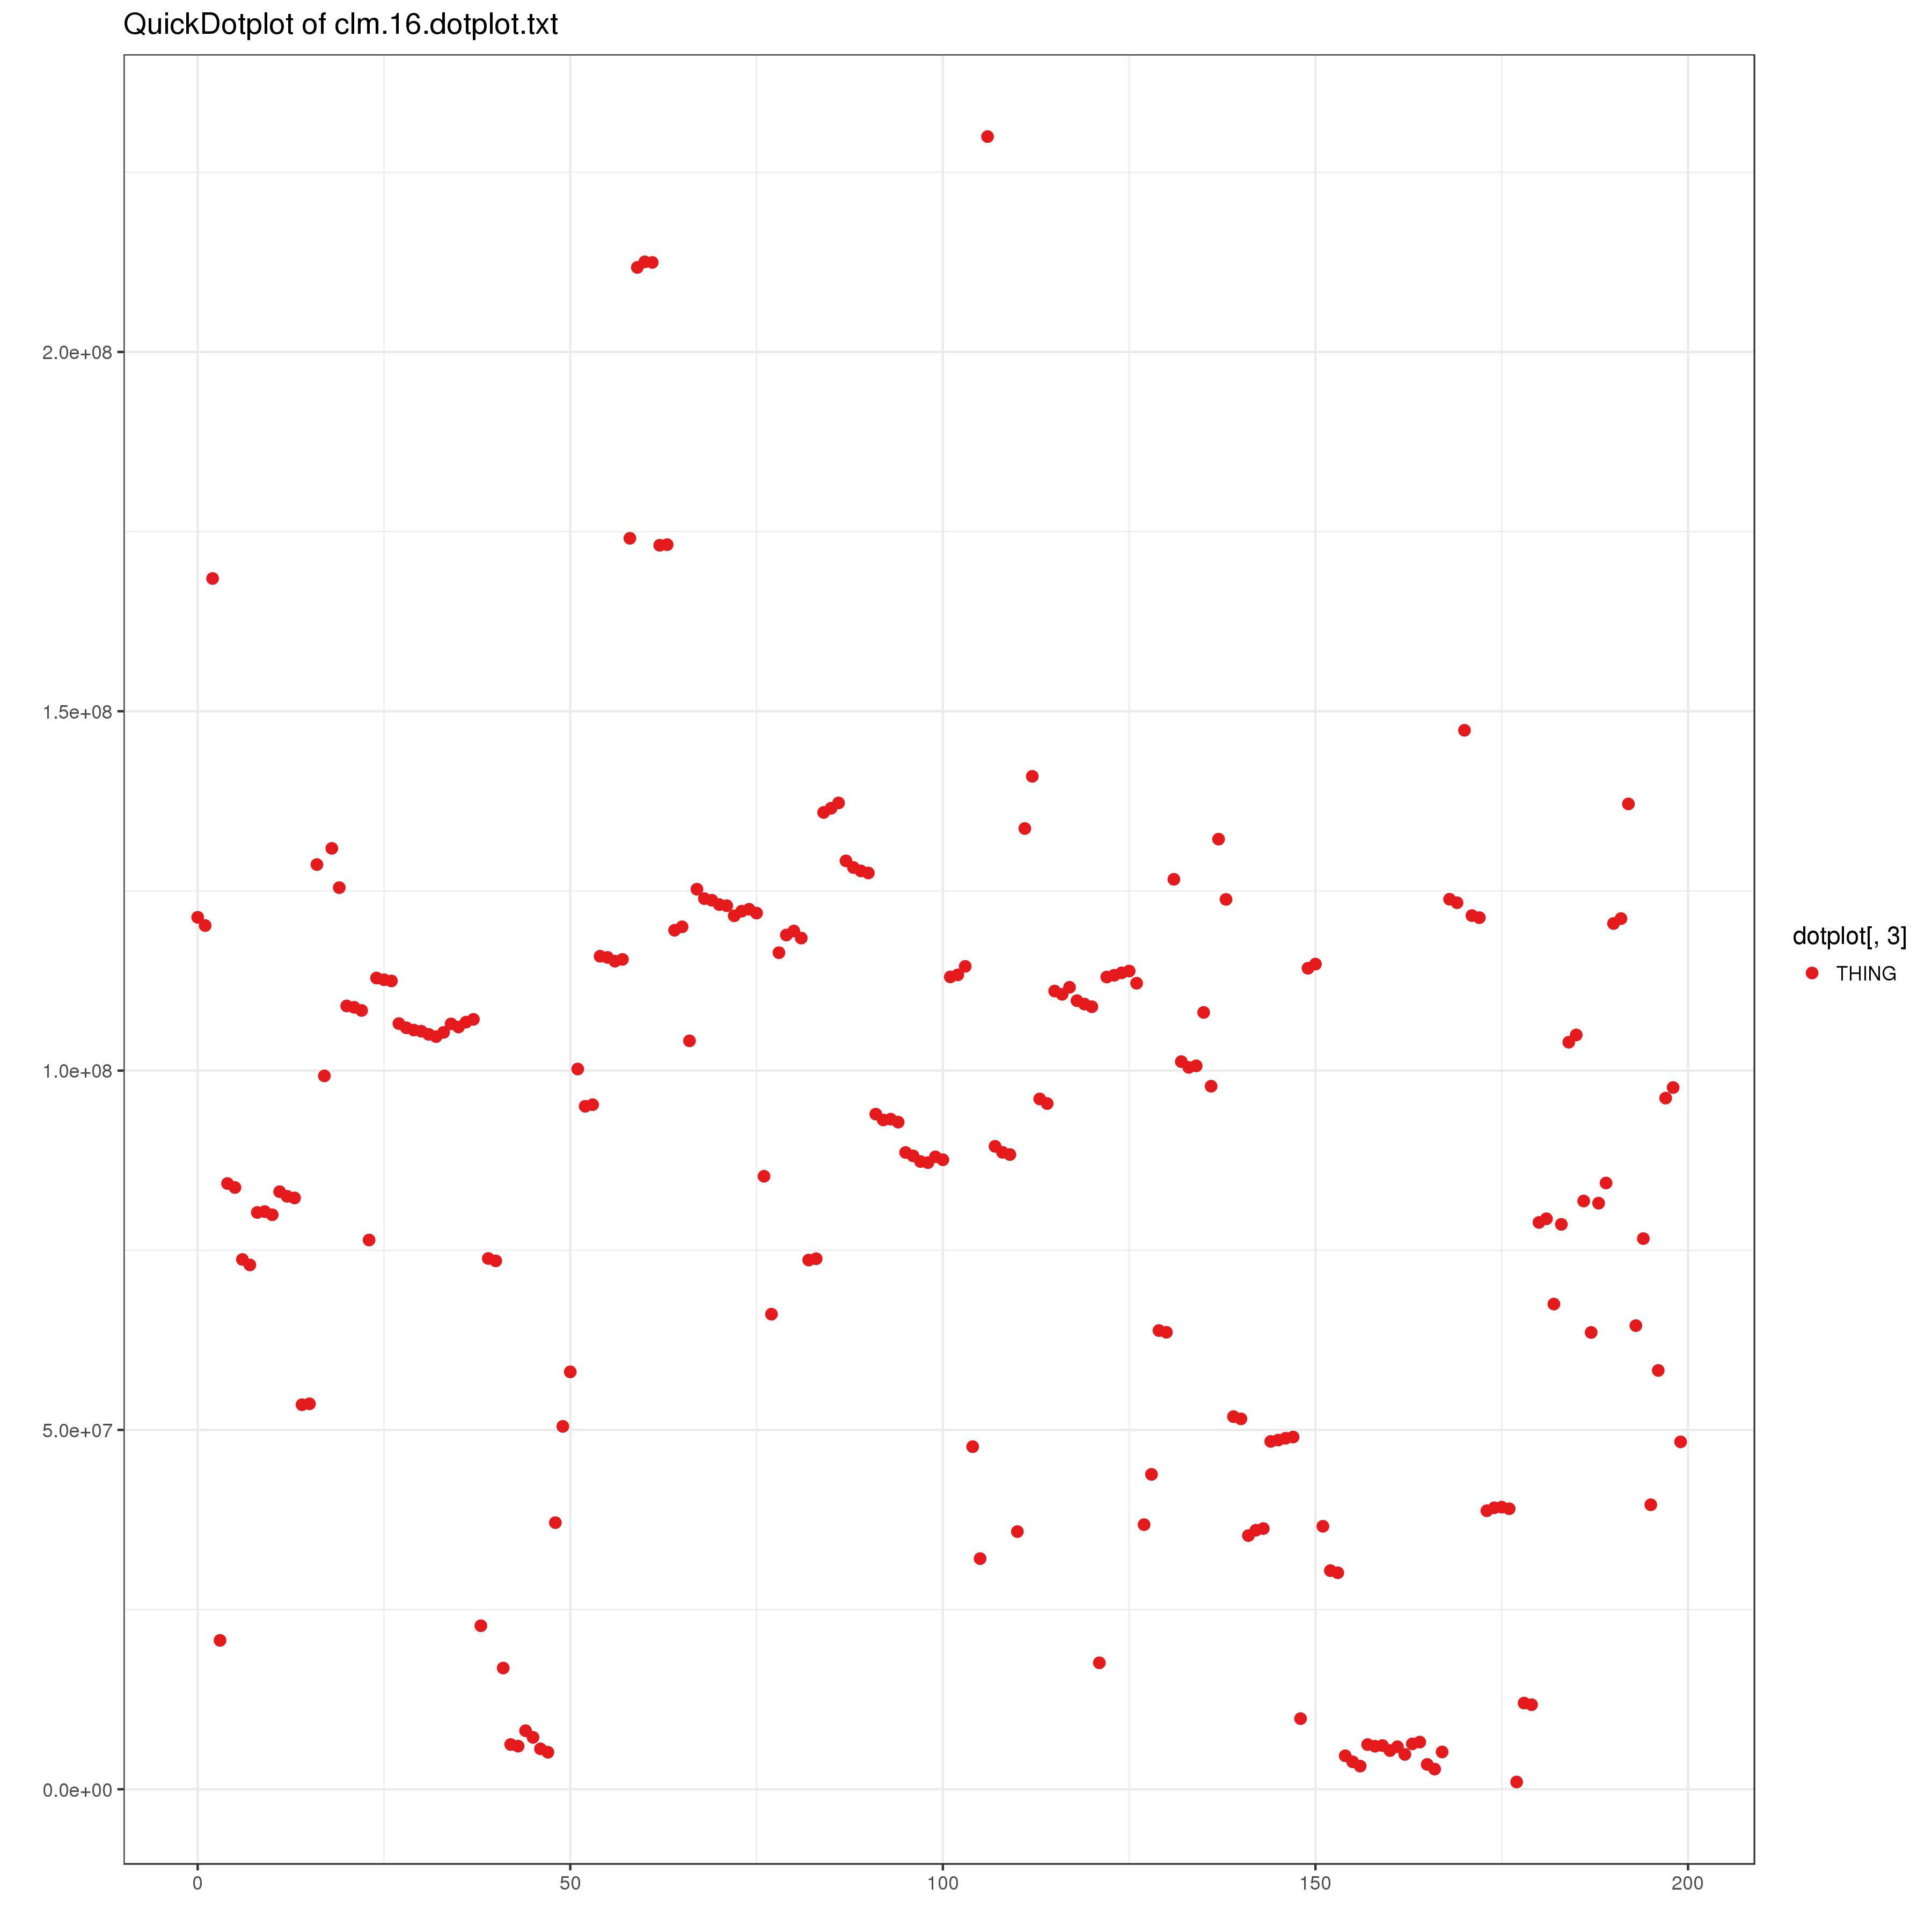 QuickDotplot of clm.16.dotplot.txt
2.0e+08
1.5e+08
1.0e+08
5.0e+07
0.0e+00
0 50 100 150 200
dotplot[, 3]
THING